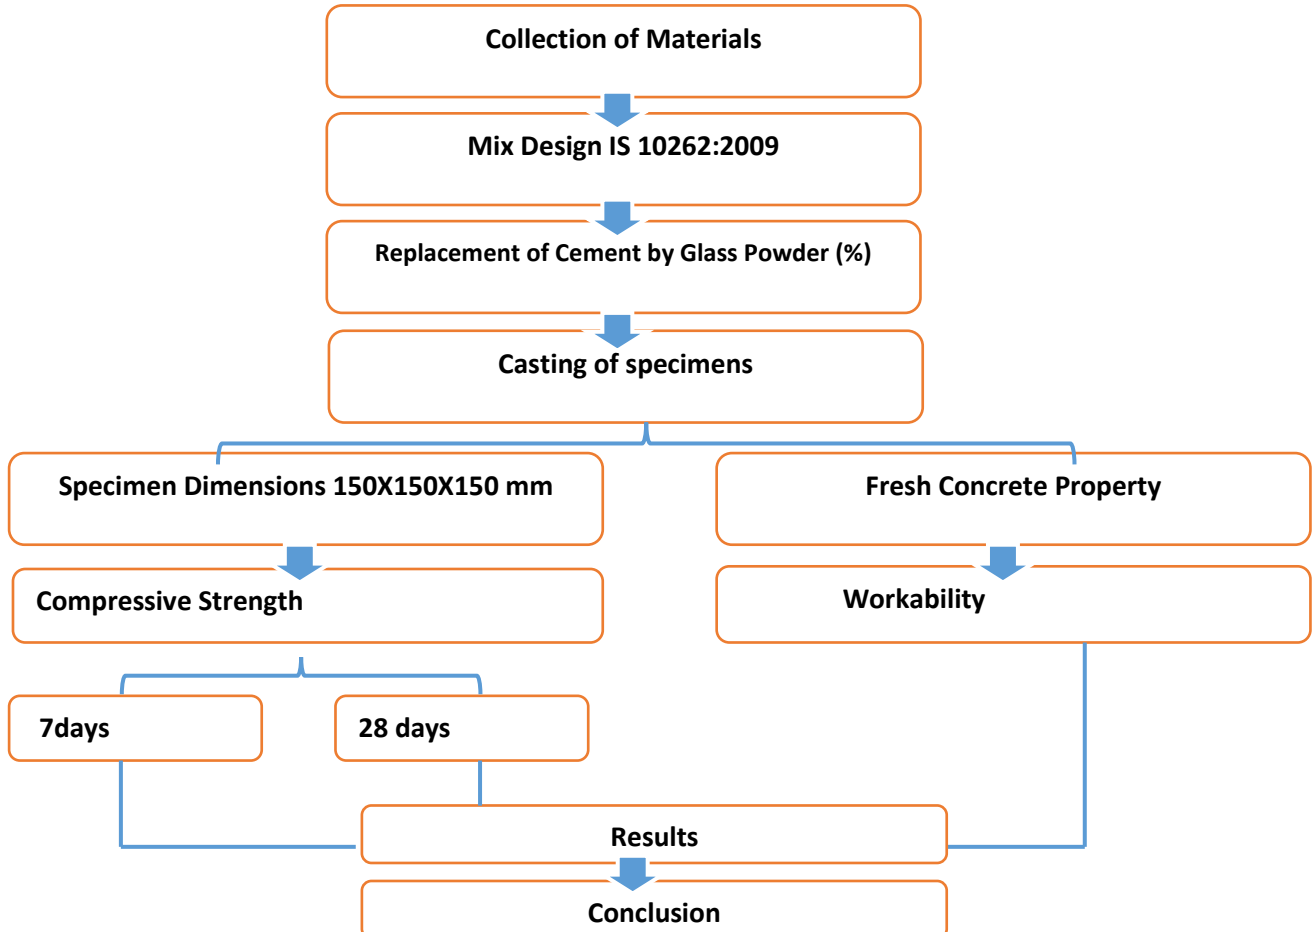 Collection of Materials
Mix Design IS 10262:2009
Replacement of Cement by Glass Powder (%)
Casting of specimens
Specimen Dimensions 150X150X150 mm
Fresh Concrete Property
Compressive Strength
Workability
7days
28 days
Results
Conclusion